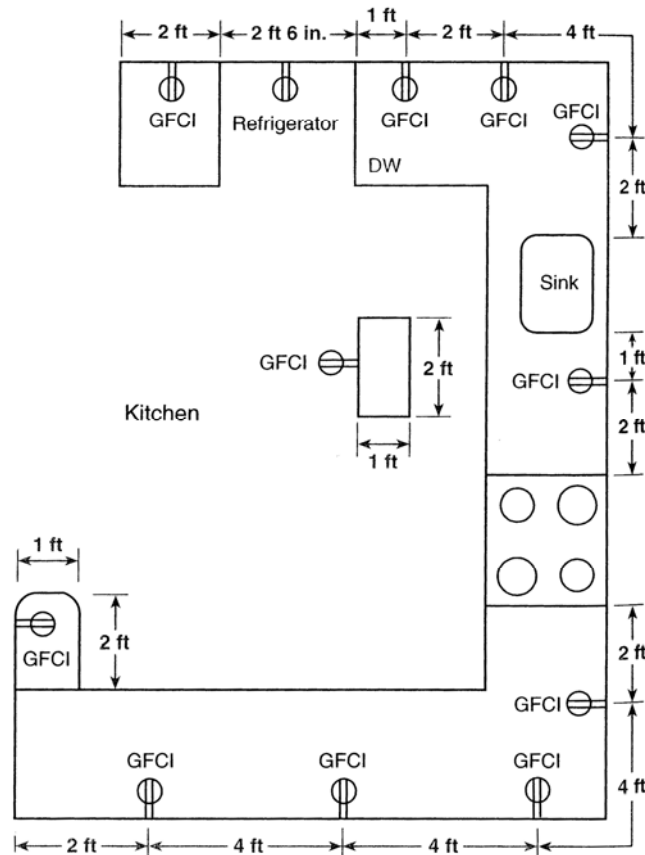 1 ft
2 ft
2 ft 6 in.
2 ft
4 ft
GFCI
Refrigerator
GFCI
GFCI
GFCI
DW
2 ft
Sink
GFCI
2 ft
1 ft
GFCI
Kitchen
1 ft
2 ft
1 ft
2 ft
GFCI
2 ft
GFCI
GFCI
GFCI
GFCI
4 ft
2 ft
4 ft
4 ft